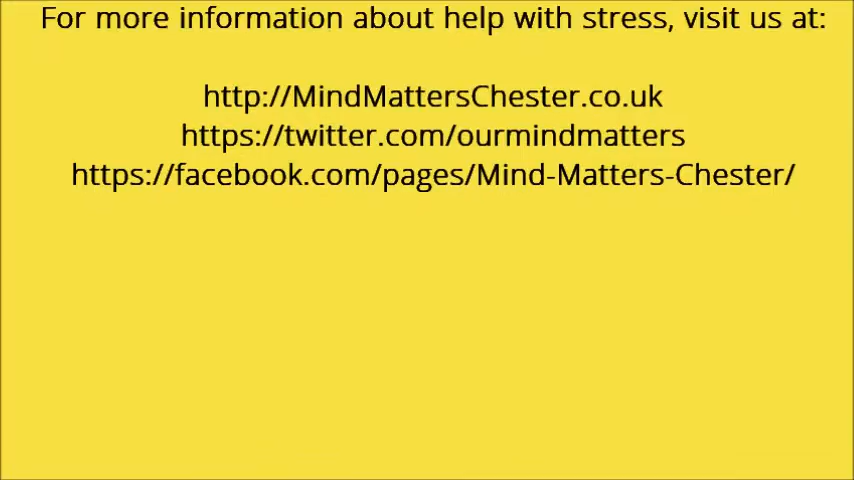 For more information about help with stress, visit us at:
http://MindMattersChester.co.uk
https://twitter.com/ourmindmatters
https://facebook.com/pages/Mind-Matters-Chester/